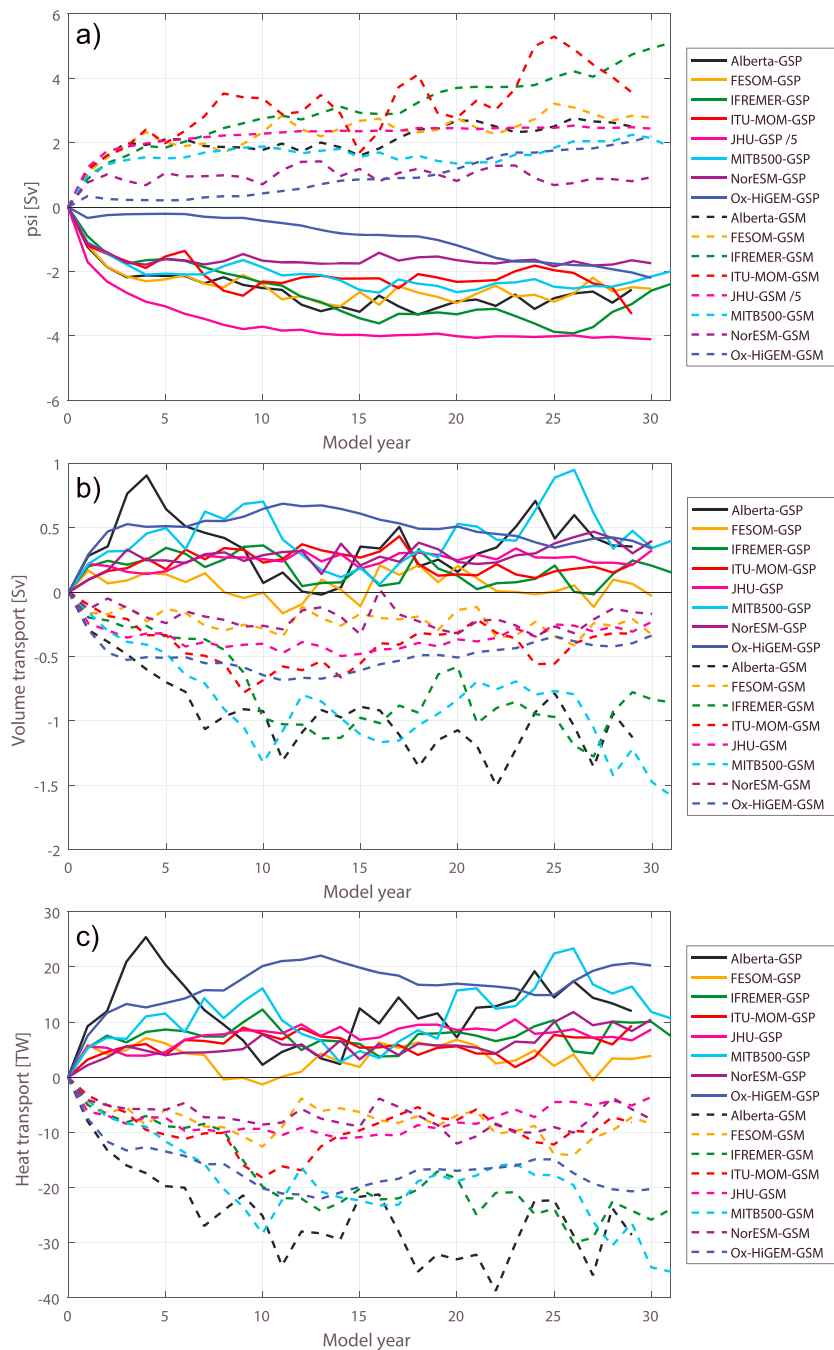 a)
6
4
2
0
-2
-4
-6
psi [Sv]
0 5 10 15 20 25 30
Model year
Alberta-GSP
FESOM-GSP
IFREMER-GSP
ITU-MOM-GSP
JHU-GSP /5
MITB500-GSP
NorESM-GSP
Ox-HiGEM-GSP
Alberta-GSM
FESOM-GSM
IFREMER-GSM
ITU-MOM-GSM
JHU-GSM /5
MITB500-GSM
NorESM-GSM
Ox-HiGEM-GSM
b)
1
0.5
0
-0.5
-1
-1.5
-2
Volume transport [Sv]
0 5 10 15 20 25 30
Model year
Alberta-GSP
FESOM-GSP
IFREMER-GSP
ITU-MOM-GSP
JHU-GSP
MITB500-GSP
NorESM-GSP
Ox-HiGEM-GSP
Alberta-GSM
FESOM-GSM
IFREMER-GSM
ITU-MOM-GSM
JHU-GSM
MITB500-GSM
NorESM-GSM
Ox-HiGEM-GSM
c)
30
20
10
0
-10
-20
-30
-40
Heat transport [TW]
0 5 10 15 20 25 30
Model year
Alberta-GSP
FESOM-GSP
IFREMER-GSP
ITU-MOM-GSP
JHU-GSP
MITB500-GSP
NorESM-GSP
Ox-HiGEM-GSP
Alberta-GSM
FESOM-GSM
IFREMER-GSM
ITU-MOM-GSM
JHU-GSM
MITB500-GSM
NorESM-GSM
Ox-HiGEM-GSM